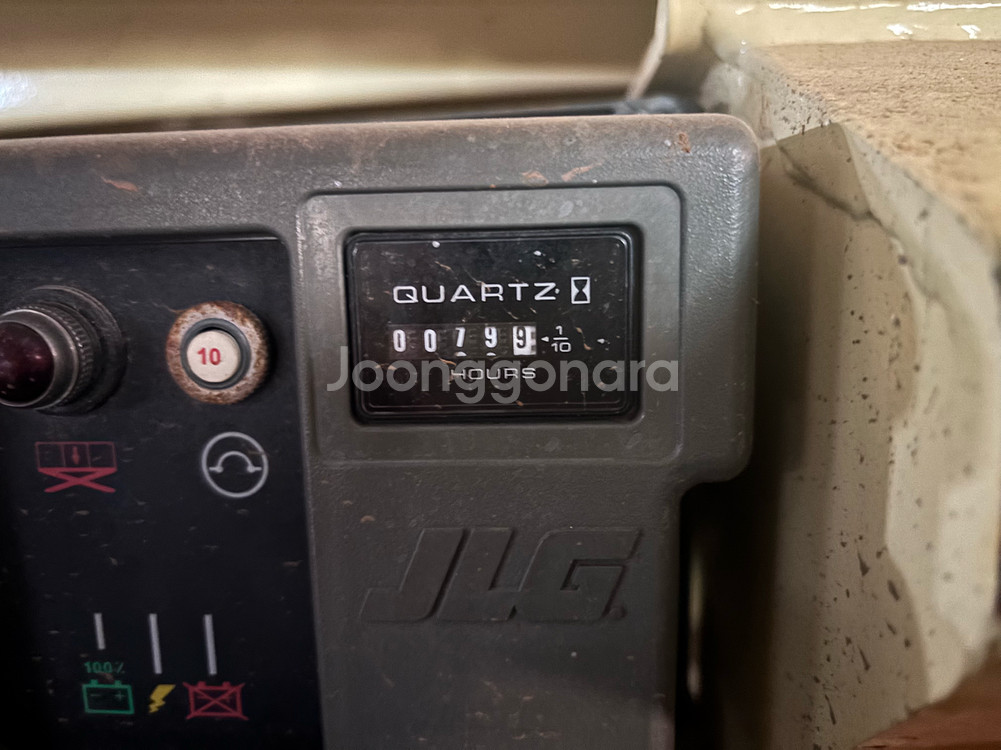 QUARTZ
00799 1/10
HOURS
Joonggonara
10
JLG
100%